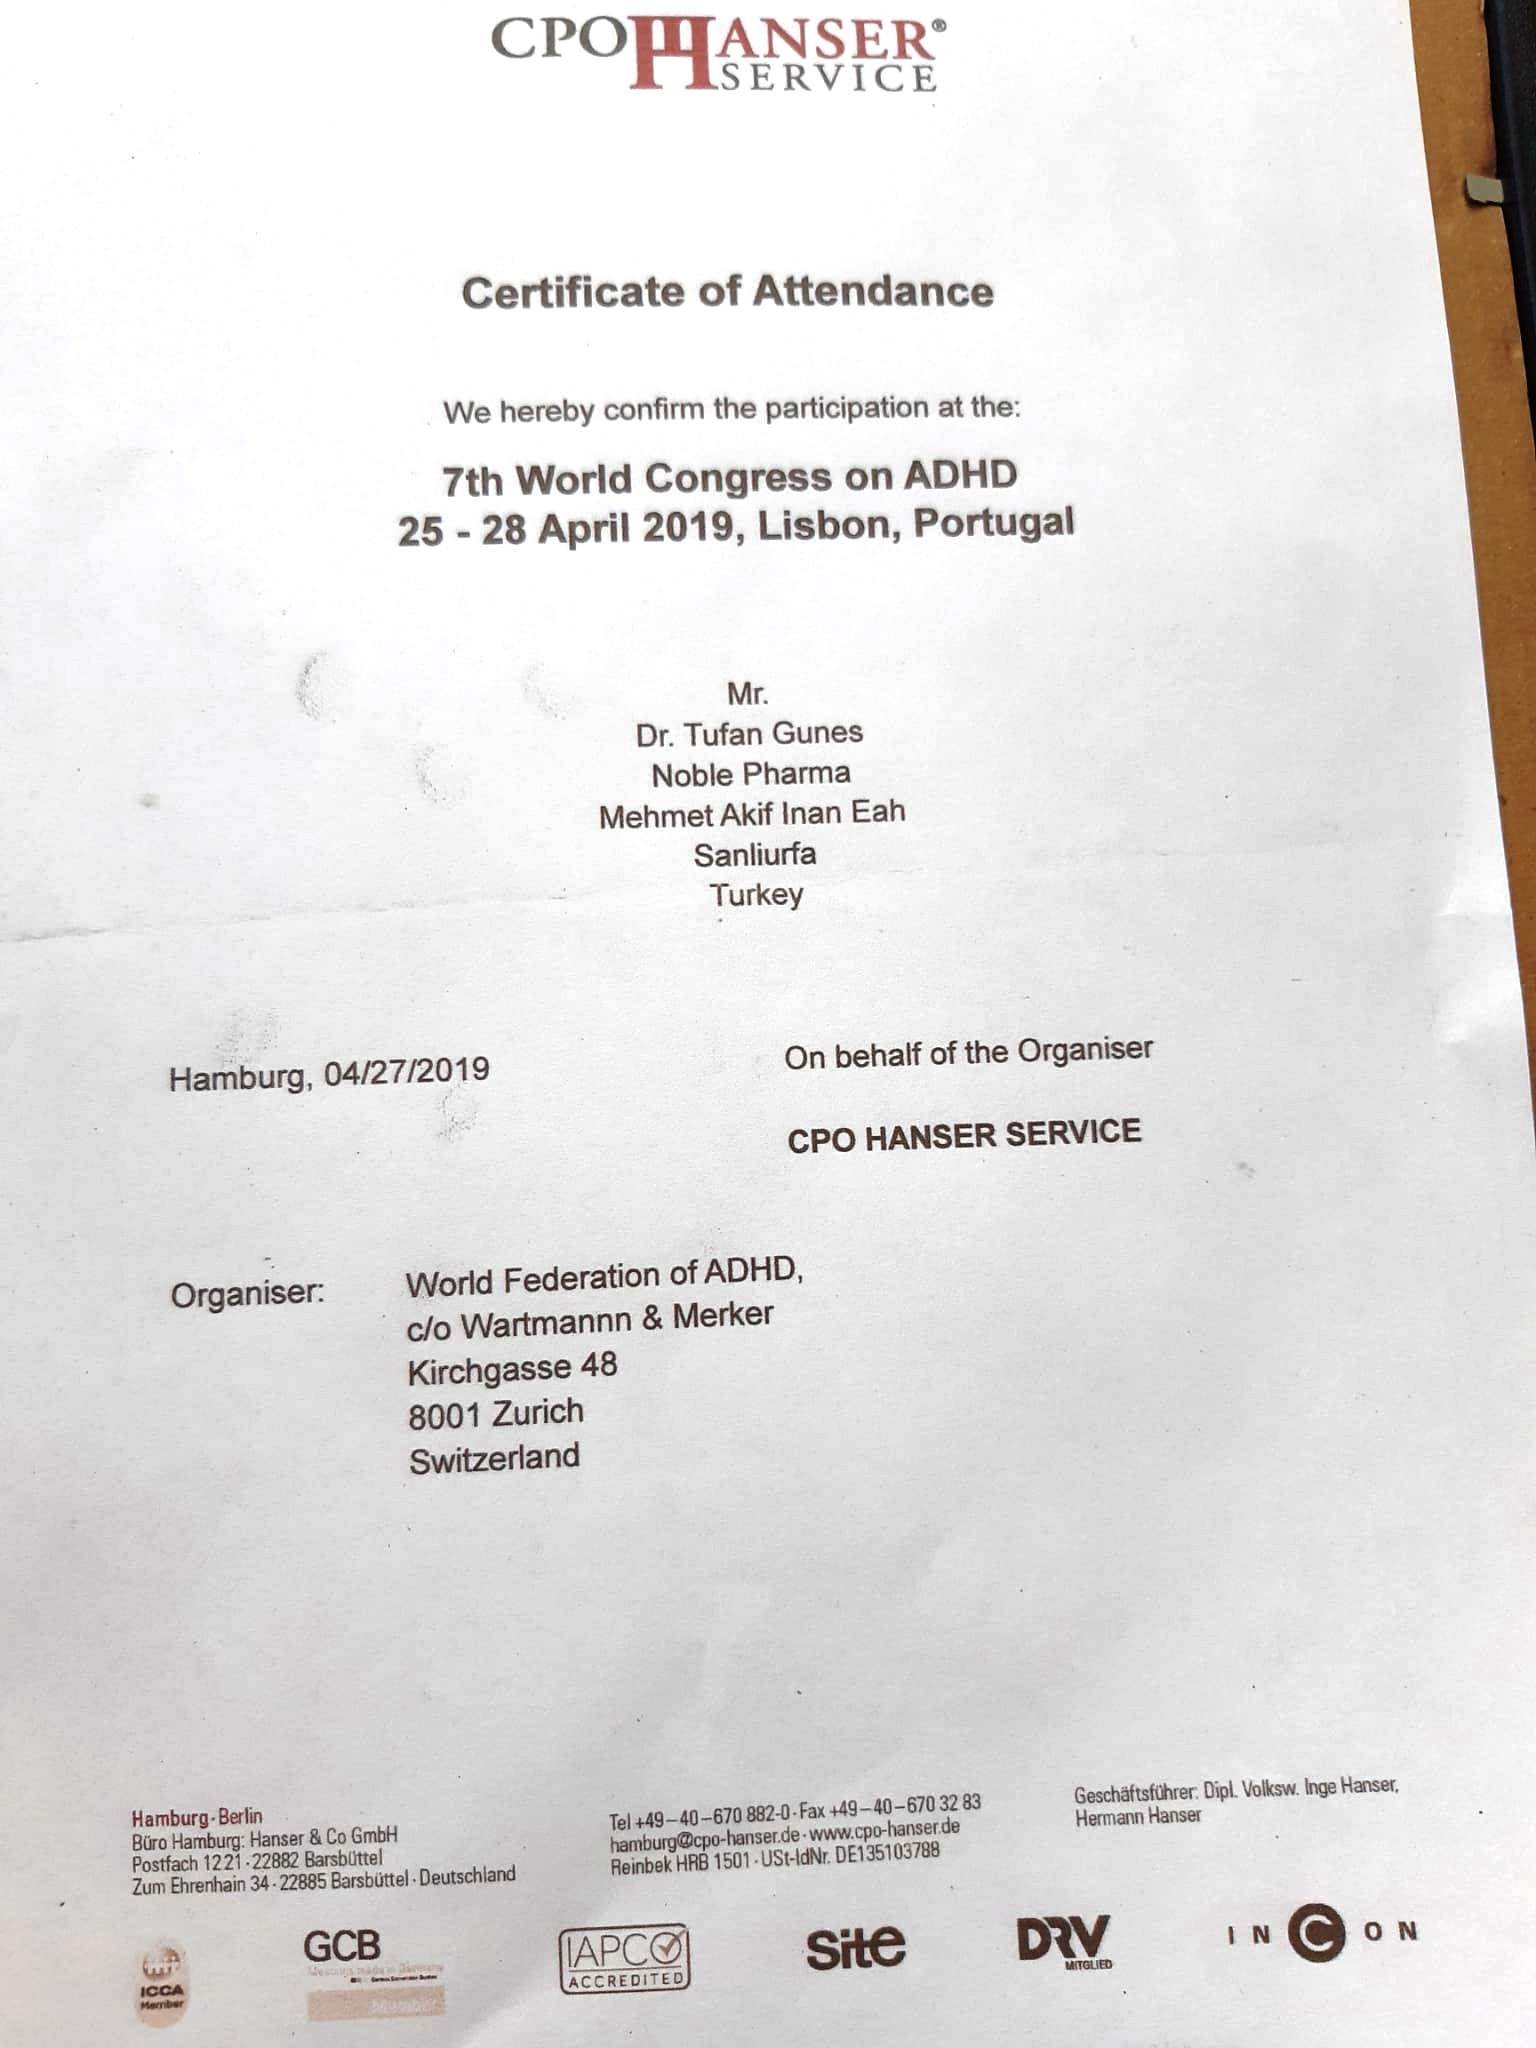 CPO HANSER®
SERVICE
Certificate of Attendance
We hereby confirm the participation at the:
7th World Congress on ADHD
25 - 28 April 2019, Lisbon, Portugal
Mr.
Dr. Tufan Gunes
Noble Pharma
Mehmet Akif Inan Eah
Sanliurfa
Turkey
Hamburg, 04/27/2019
On behalf of the Organiser
CPO HANSER SERVICE
Organiser:
World Federation of ADHD,
c/o Wartmannn & Merker
Kirchgasse 48
8001 Zurich
Switzerland
Hamburg · Berlin
Büro Hamburg: Hanser & Co GmbH
Postfach 1221 · 22882 Barsbüttel
Zum Ehrenhain 34 · 22885 Barsbüttel · Deutschland
Tel +49–40–670 882-0 · Fax +49–40–670 32 83
hamburg@cpo-hanser.de · www.cpo-hanser.de
Reinbek HRB 1501 · USt-IdNr. DE135103788
Geschäftsführer: Dipl. Volksw. Inge Hanser,
Hermann Hanser
ICCA
Member
GCB
IAPCO
ACCREDITED
Site
DRV
MITGLIED
INCON